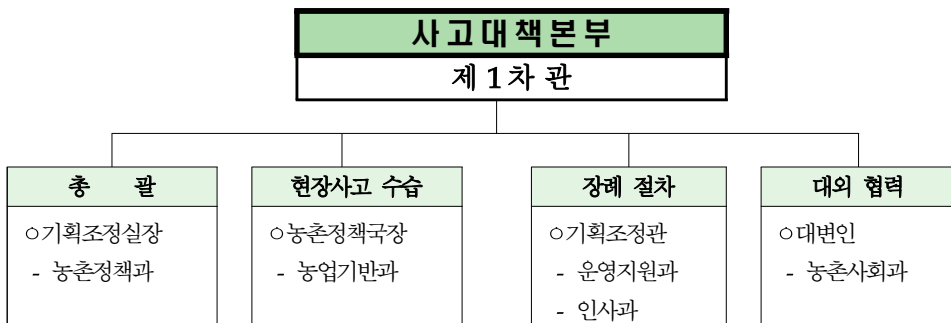 사고대책본부
제1차관
총 괄
○기획조정실장
- 농촌정책과
현장사고 수습
○농촌정책국장
- 농업기반과
장례 절차
○기획조정관
- 운영지원과
- 인사과
대외 협력
○대변인
- 농촌사회과